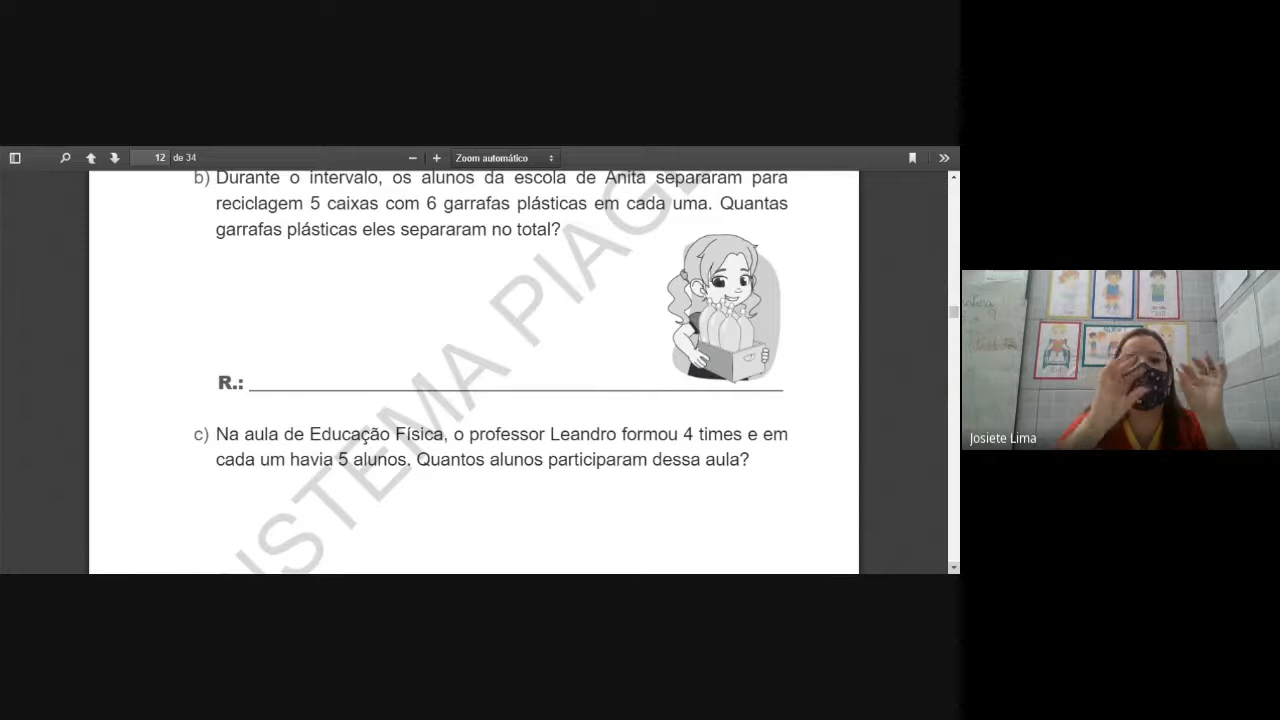 12 de 34
Zoom automático
b) Durante o intervalo, os alunos da escola de Anita separaram para
reciclagem 5 caixas com 6 garrafas plásticas em cada uma. Quantas
garrafas plásticas eles separaram no total?
R.:
c) Na aula de Educação Física, o professor Leandro formou 4 times e em
cada um havia 5 alunos. Quantos alunos participaram dessa aula?
ISTEMA PIAGE
Josiete Lima